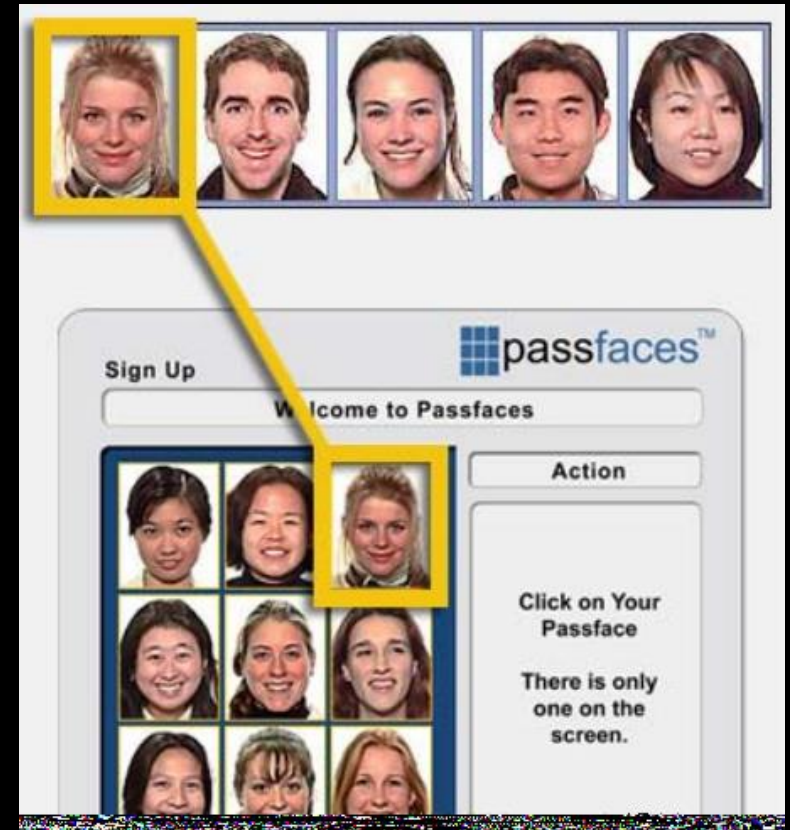 passfaces™
Sign Up
Welcome to Passfaces
Action
Click on Your
Passface
There is only
one on the
screen.